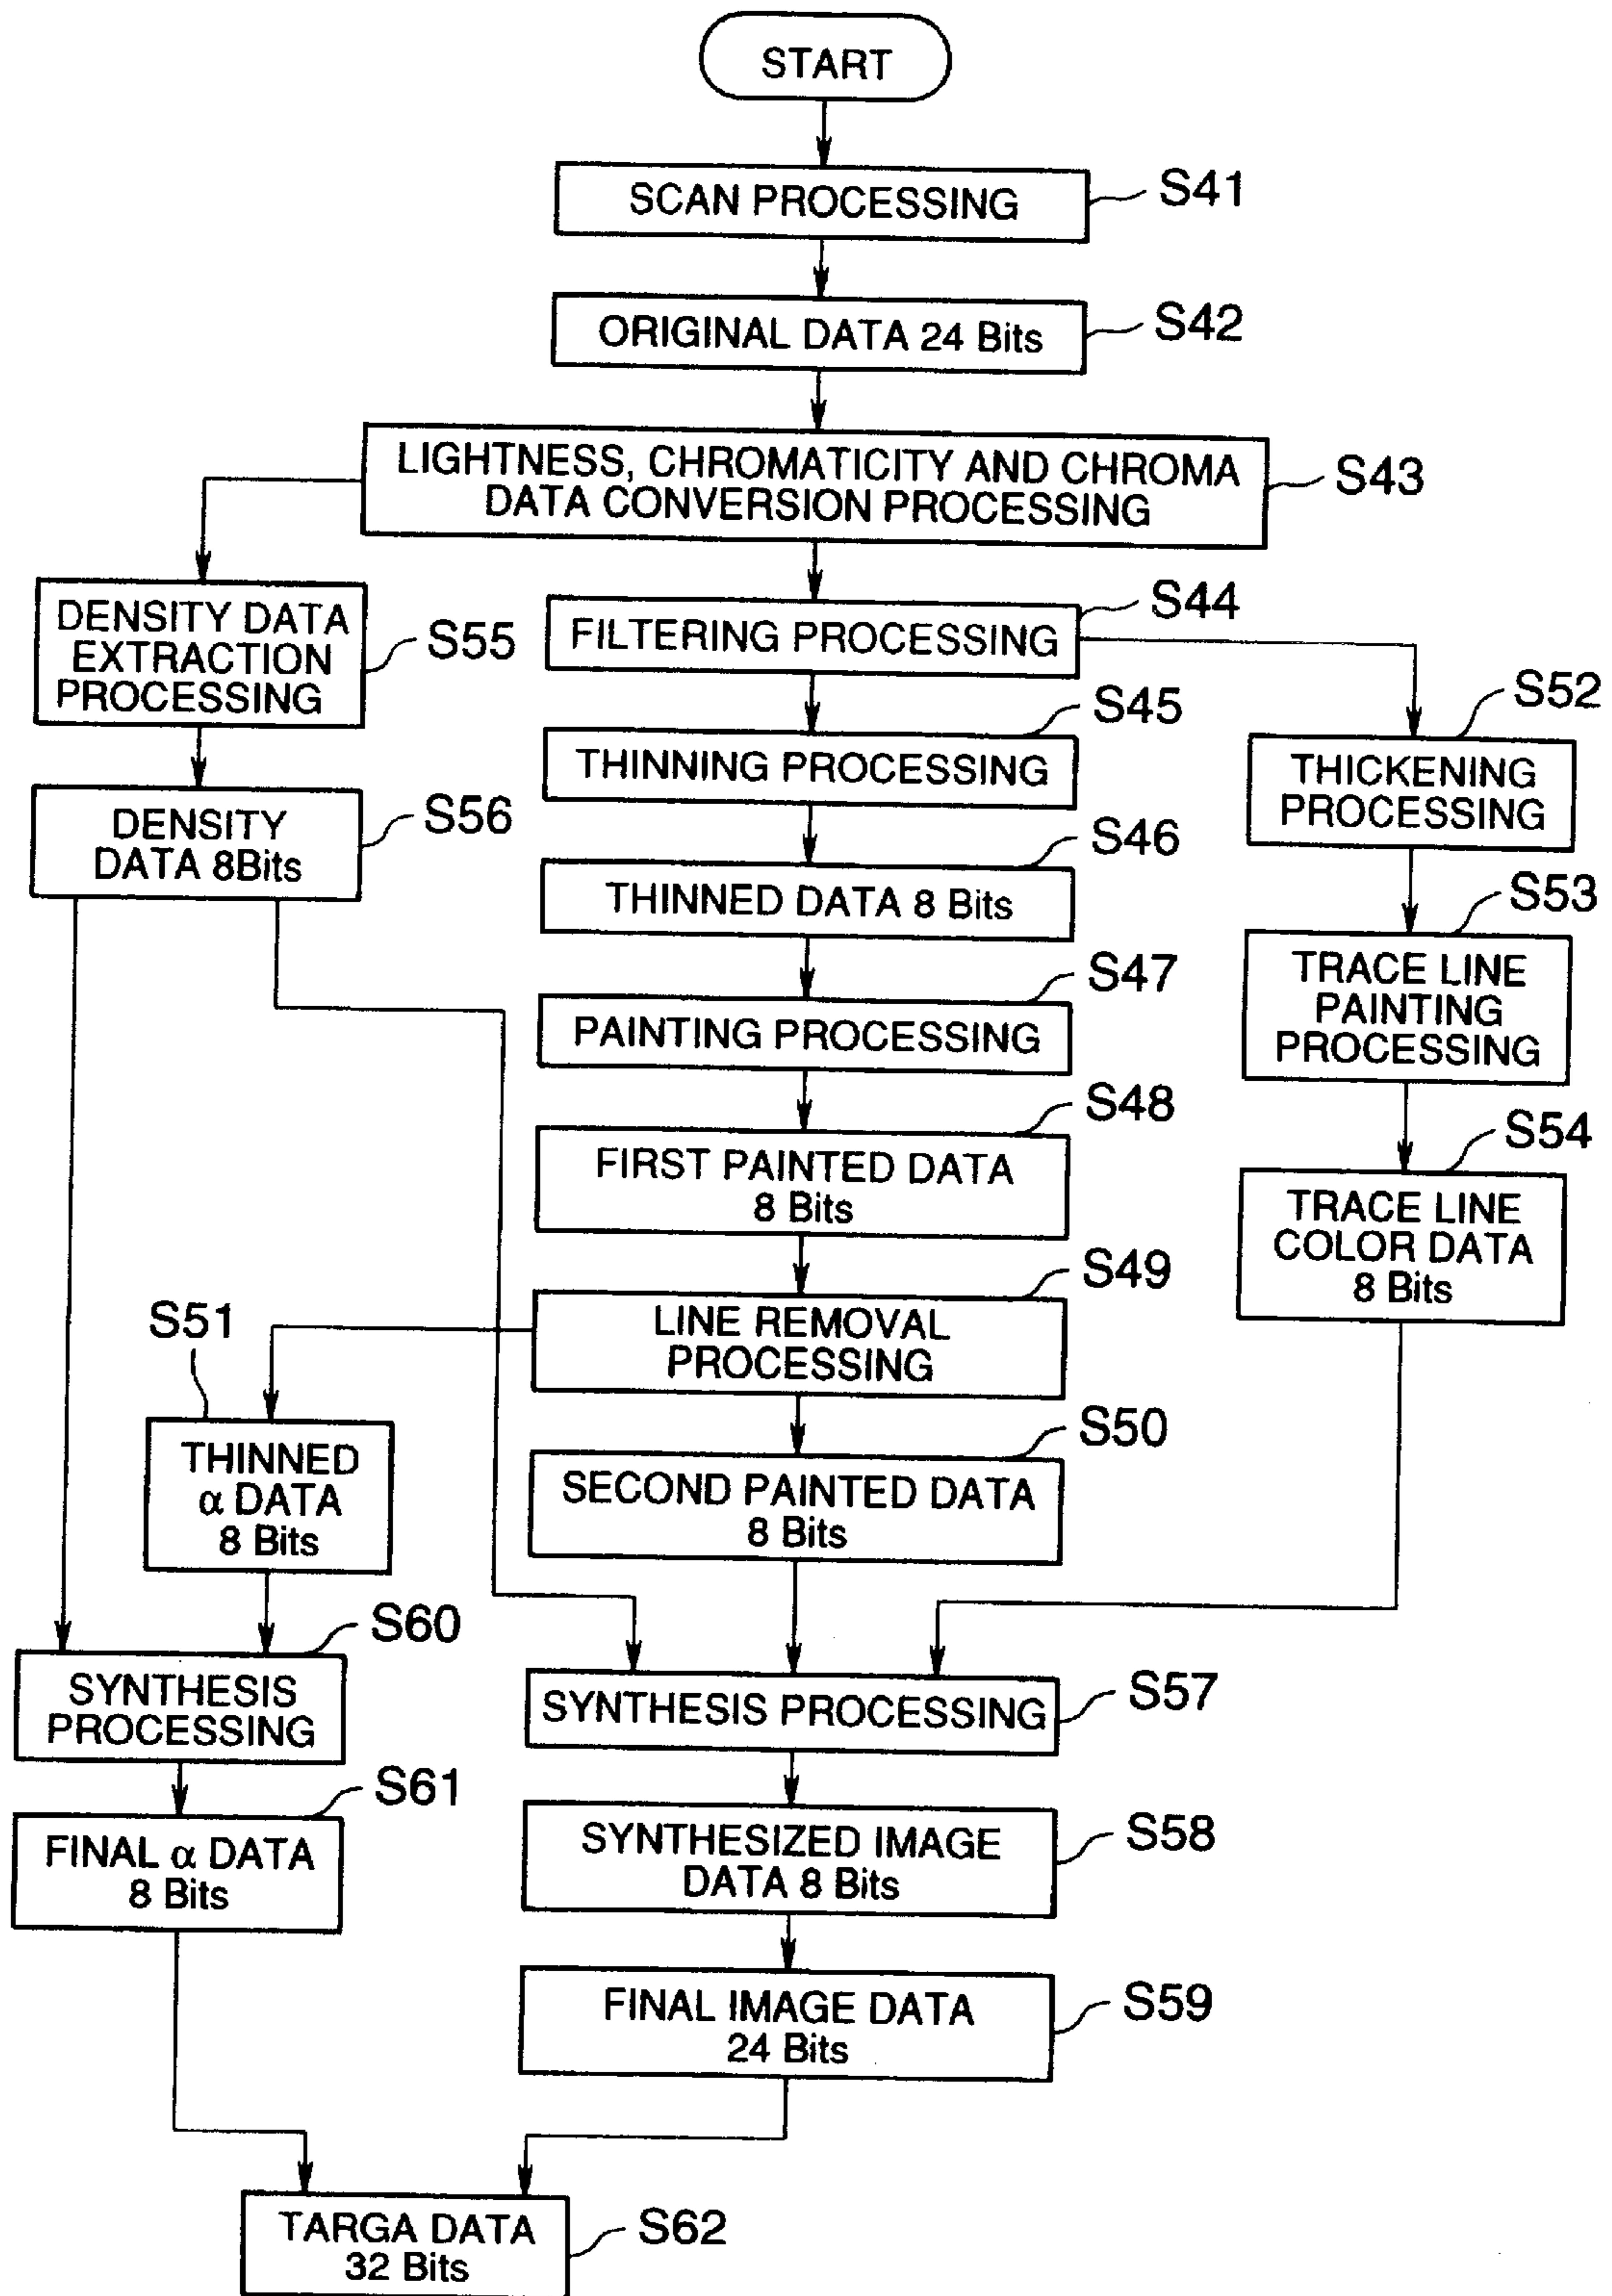 START
SCAN PROCESSING
S41
ORIGINAL DATA 24 Bits
S42
LIGHTNESS, CHROMATICITY AND CHROMA
DATA CONVERSION PROCESSING
S43
DENSITY DATA
EXTRACTION
PROCESSING
S55
FILTERING PROCESSING
S44
THINNING PROCESSING
S45
THICKENING
PROCESSING
S52
DENSITY
DATA 8Bits
S56
THINNED DATA 8 Bits
S46
TRACE LINE
PAINTING
PROCESSING
S53
PAINTING PROCESSING
S47
FIRST PAINTED DATA
8 Bits
S48
TRACE LINE
COLOR DATA
8 Bits
S54
LINE REMOVAL
PROCESSING
S49
S51
THINNED
α DATA
8 Bits
SECOND PAINTED DATA
8 Bits
S50
SYNTHESIS
PROCESSING
S60
SYNTHESIS PROCESSING
S57
FINAL α DATA
8 Bits
S61
SYNTHESIZED IMAGE
DATA 8 Bits
S58
FINAL IMAGE DATA
24 Bits
S59
TARGA DATA
32 Bits
S62